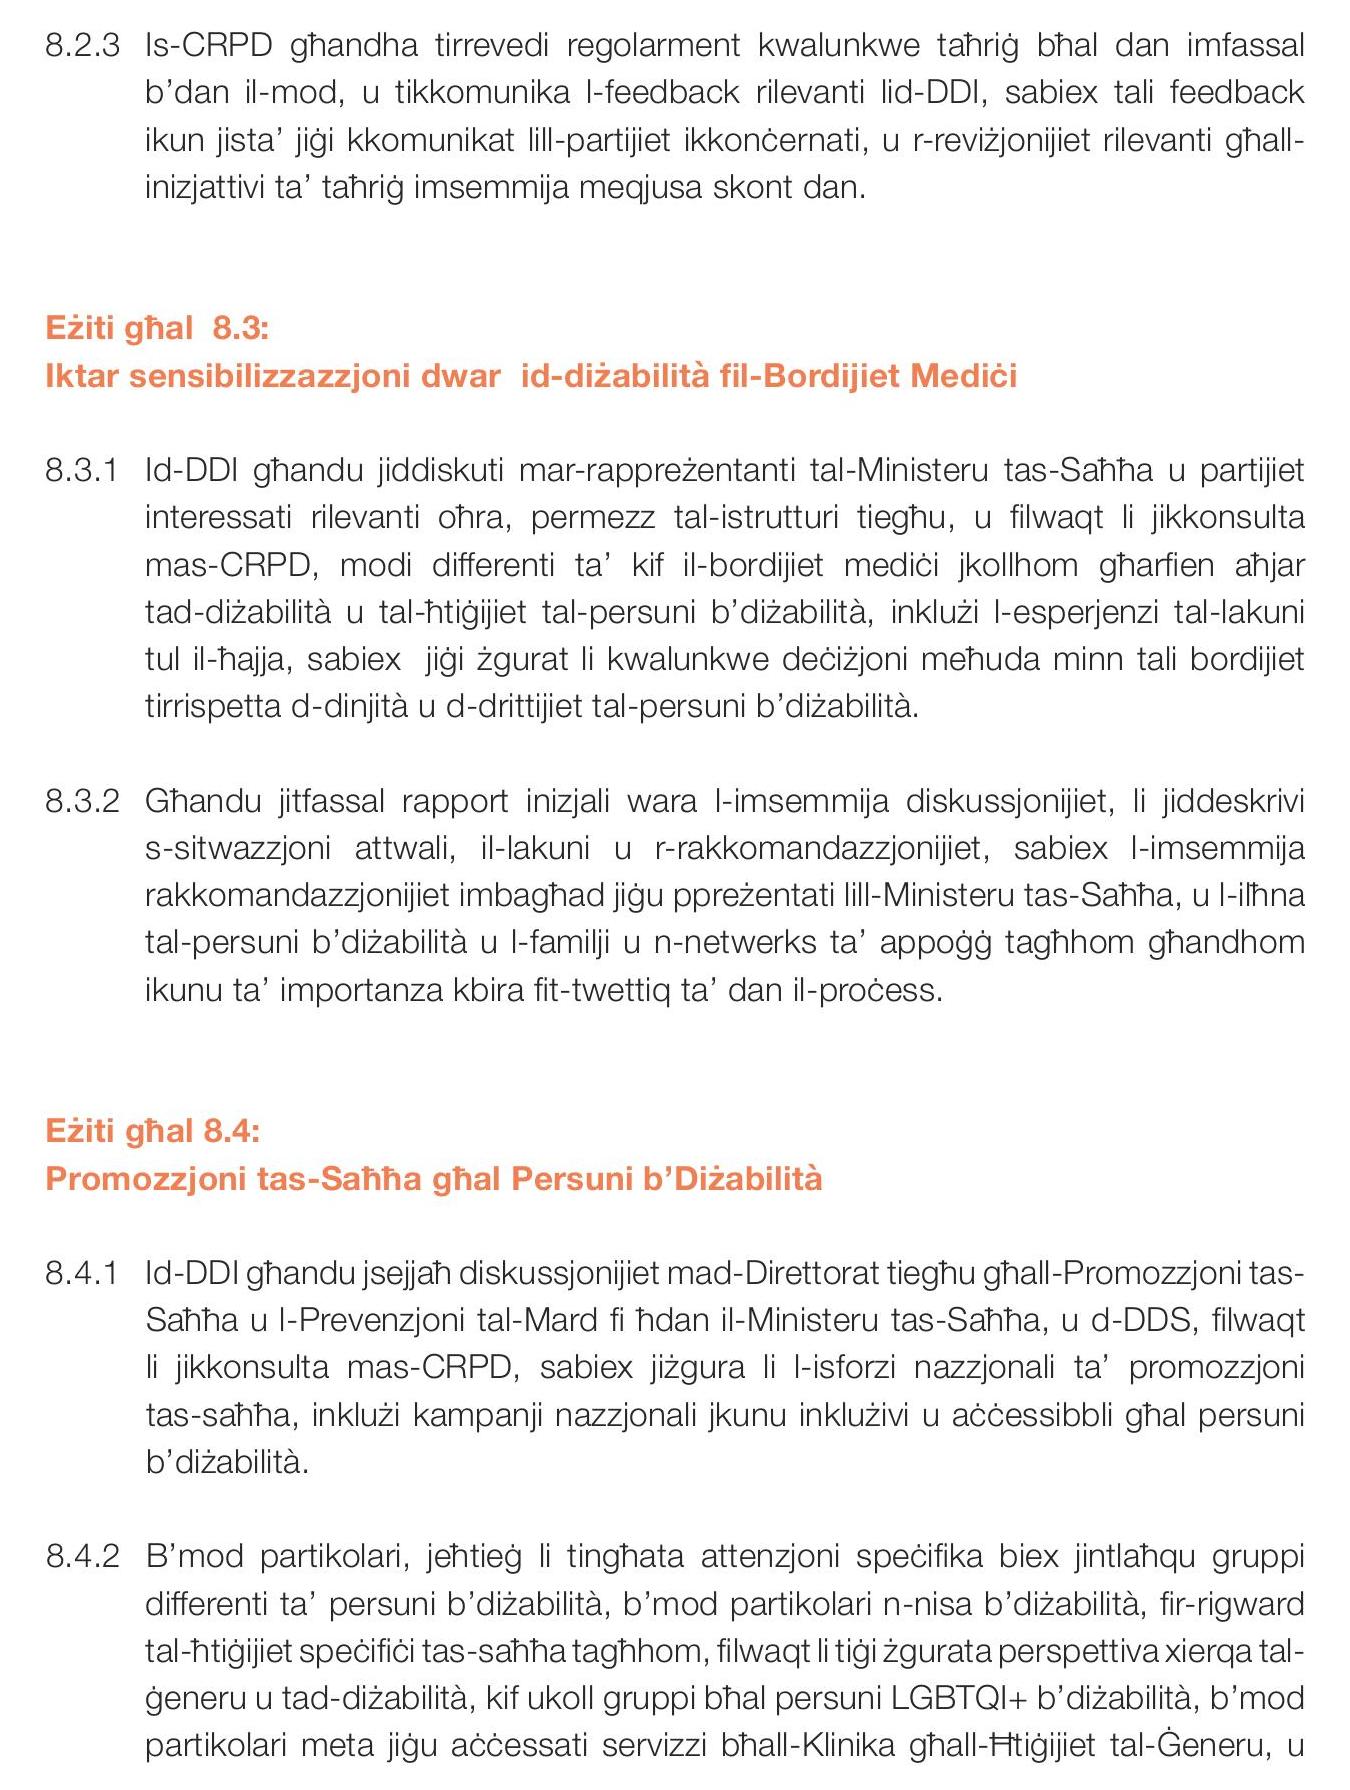 8.2.3 Is-CRPD għandha tirrevedi regolarment kwalunkwe taħriġ bħal dan imfassal
b’dan il-mod, u tikkomunika l-feedback rilevanti lid-DDI, sabiex tali feedback
ikun jista’ jiġi kkomunikat lill-partijiet ikkonċernati, u r-reviżjonijiet rilevanti għall-
inizjattivi ta’ taħriġ imsemmija meqjusa skont dan.
Eżiti għal 8.3:
Iktar sensibilizzazzjoni dwar id-diżabilità fil-Bordijiet Mediċi
8.3.1 Id-DDI għandu jiddiskuti mar-rappreżentanti tal-Ministeru tas-Saħħa u partijiet
interessati rilevanti oħra, permezz tal-istrutturi tiegħu, u filwaqt li jikkonsulta
mas-CRPD, modi differenti ta’ kif il-bordijiet mediċi jkollhom għarfien aħjar
tad-diżabilità u tal-ħtiġijiet tal-persuni b’diżabilità, inklużi l-esperjenzi tal-lakuni
tul il-ħajja, sabiex jiġi żgurat li kwalunkwe deċiżjoni meħuda minn tali bordijiet
tirrispetta d-dinjità u d-drittijiet tal-persuni b’diżabilità.
8.3.2 Għandu jitfassal rapport inizjali wara l-imsemmija diskussjonijiet, li jiddeskrivi
s-sitwazzjoni attwali, il-lakuni u r-rakkomandazzjonijiet, sabiex l-imsemmija
rakkomandazzjonijiet imbagħad jiġu ppreżentati lill-Ministeru tas-Saħħa, u l-ilħna
tal-persuni b’diżabilità u l-familji u n-netwerks ta’ appoġġ tagħhom għandhom
ikunu ta’ importanza kbira fit-twettiq ta’ dan il-proċess.
Eżiti għal 8.4:
Promozzjoni tas-Saħħa għal Persuni b’Diżabilità
8.4.1 Id-DDI għandu jsejjaħ diskussjonijiet mad-Direttorat tiegħu għall-Promozzjoni tas-
Saħħa u l-Prevenzjoni tal-Mard fi ħdan il-Ministeru tas-Saħħa, u d-DDS, filwaqt
li jikkonsulta mas-CRPD, sabiex jiżgura li l-isforzi nazzjonali ta’ promozzjoni
tas-saħħa, inklużi kampanji nazzjonali jkunu inklużivi u aċċessibbli għal persuni
b’diżabilità.
8.4.2 B’mod partikolari, jeħtieġ li tingħata attenzjoni speċifika biex jintlaħqu gruppi
differenti ta’ persuni b’diżabilità, b’mod partikolari n-nisa b’diżabilità, fir-rigward
tal-ħtiġijiet speċifiċi tas-saħħa tagħhom, filwaqt li tiġi żgurata perspettiva xierqa tal-
ġeneru u tad-diżabilità, kif ukoll gruppi bħal persuni LGBTQI+ b’diżabilità, b’mod
partikolari meta jiġu aċċessati servizzi bħall-Klinika għall-Ħtiġijiet tal-Ġeneru, u